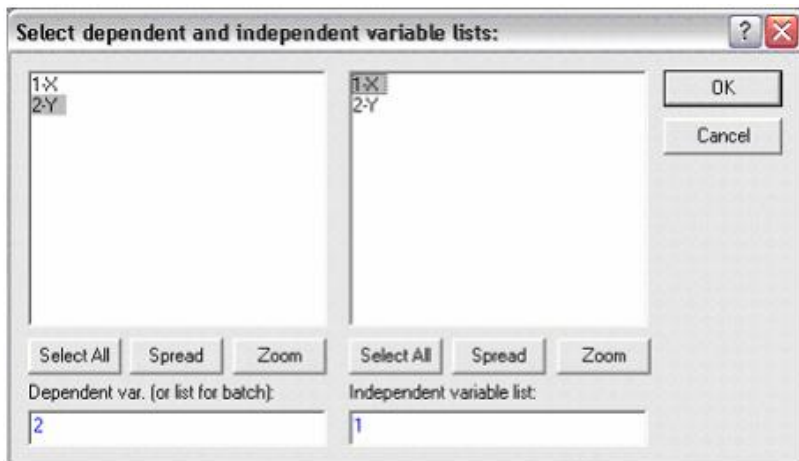 Select dependent and independent variable lists:
1-X
2-Y
1-X
2-Y
OK
Cancel
Select All
Spread
Zoom
Select All
Spread
Zoom
Dependent var. (or list for batch):
Independent variable list:
2
1